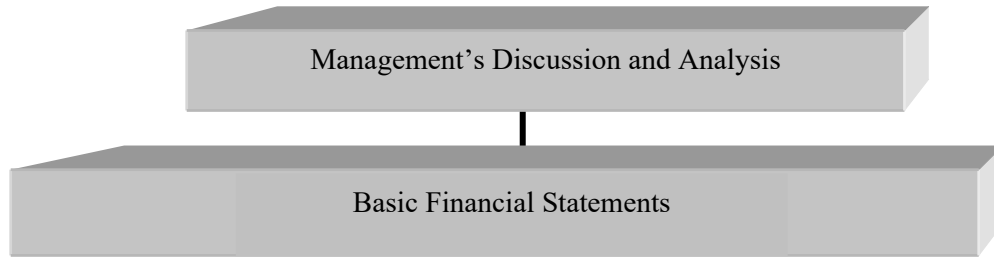 Management’s Discussion and Analysis
Basic Financial Statements